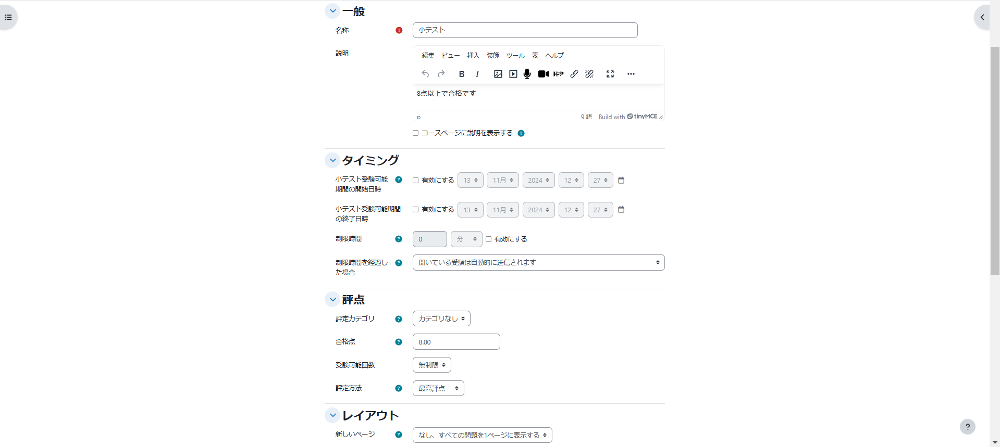 一般
名称
小テスト
説明
編集 ビュー 挿入 装飾 ツール 表 ヘルプ
B I H5P
8点以上で合格です
p 9 語 Build with tinyMCE
コースページに説明を表示する
タイミング
小テスト受験可能
期間の開始日時
有効にする 13 11月 2024 12 27
小テスト受験可能期間
の終了日時
有効にする 13 11月 2024 12 27
制限時間
0 分 有効にする
制限時間を経過し
た場合
開いている受験は自動的に送信されます
評点
評定カテゴリ
カテゴリなし
合格点
8.00
受験可能回数
無制限
評定方法
最高評点
レイアウト
新しいページ
なし、すべての問題を1ページに表示する